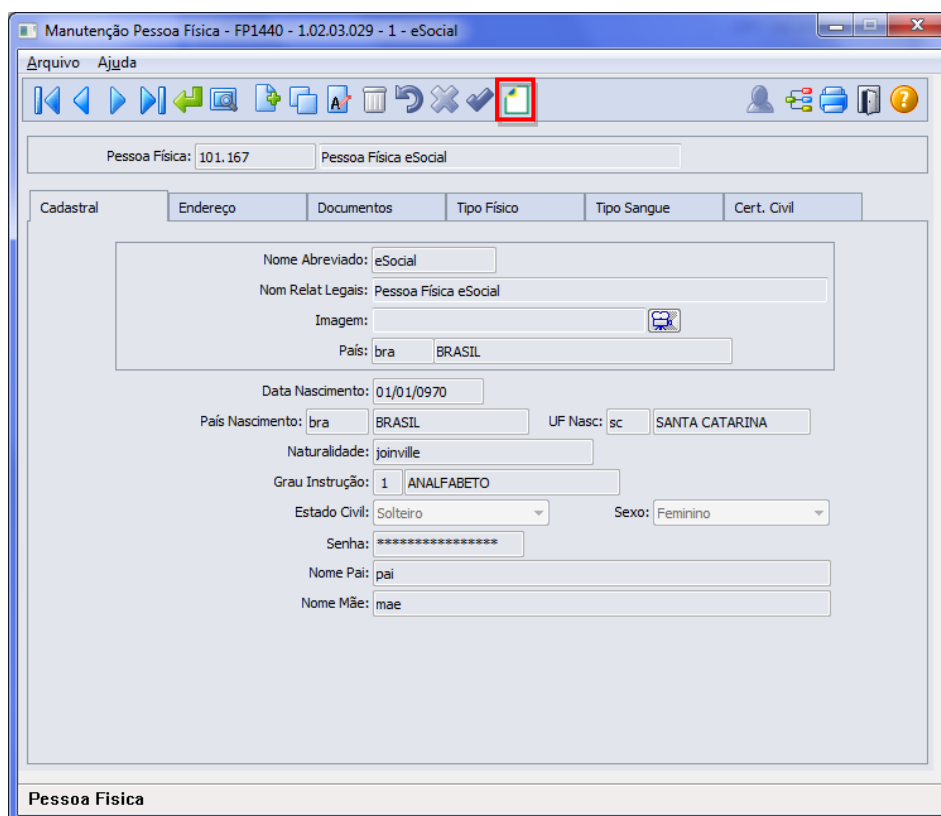 Manutenção Pessoa Física - FP1440 - 1.02.03.029 - 1 - eSocial
Arquivo Ajuda
Pessoa Física: 101.167 Pessoa Física eSocial
Cadastral Endereço Documentos Tipo Físico Tipo Sangue Cert. Civil
Nome Abreviado: eSocial
Nom Relat Legais: Pessoa Física eSocial
Imagem:
País: bra BRASIL
Data Nascimento: 01/01/0970
País Nascimento: bra BRASIL UF Nasc: sc SANTA CATARINA
Naturalidade: joinville
Grau Instrução: 1 ANALFABETO
Estado Civil: Solteiro Sexo: Feminino
Senha: ****************
Nome Pai: pai
Nome Mãe: mae
Pessoa Fisica